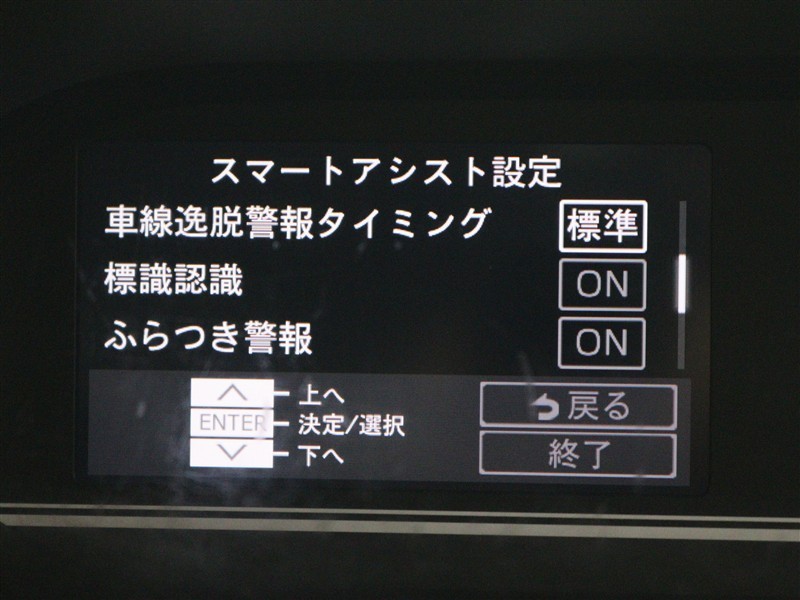 スマートアシスト設定
車線逸脱警報タイミング 標準
標識認識 ON
ふらつき警報 ON
上へ
ENTER 決定/選択
下へ
戻る
終了